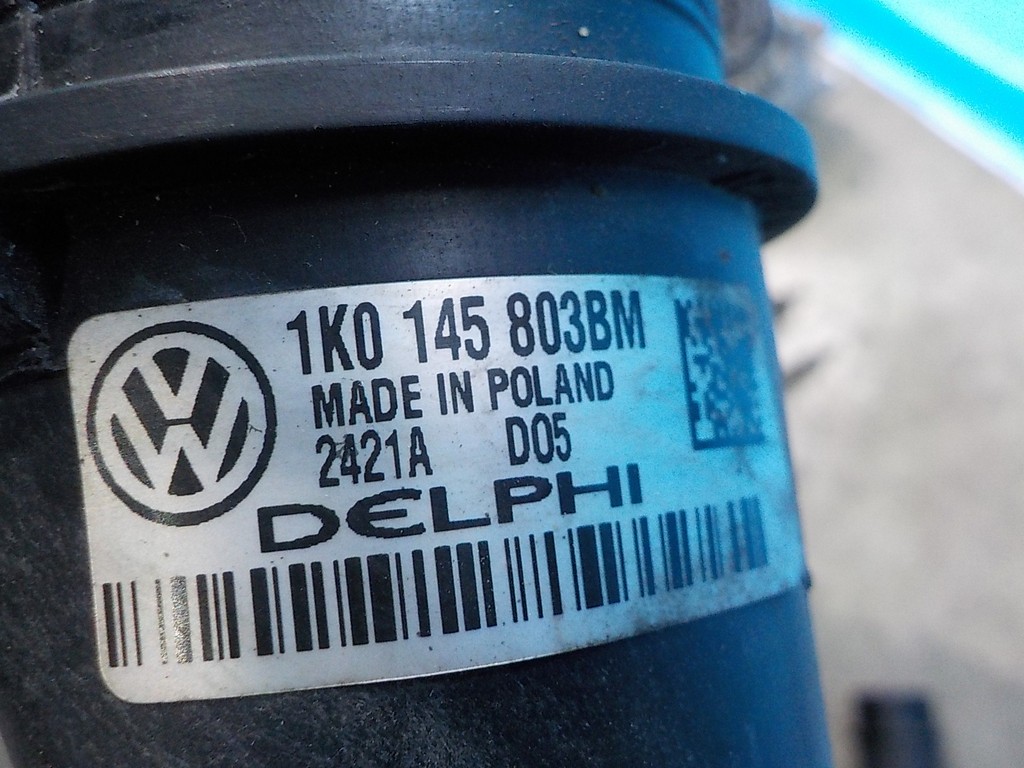 1K0 145 803BM
MADE IN POLAND
2421A D05
DELPHI